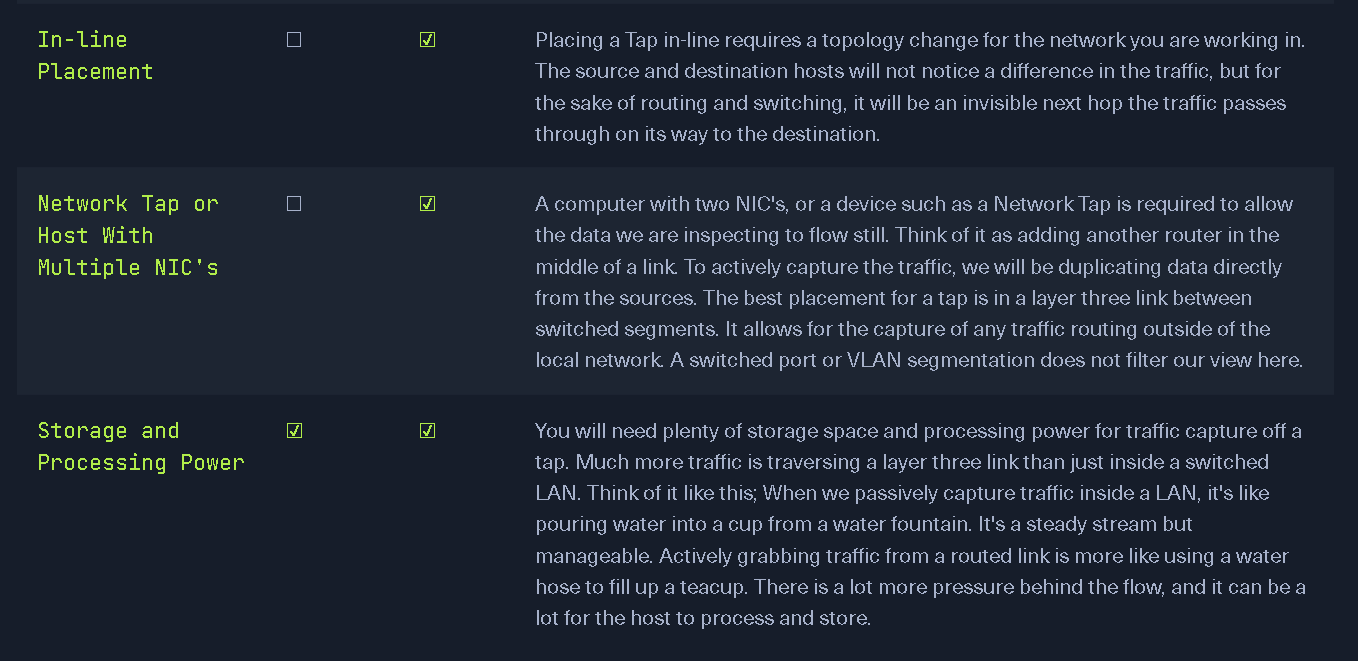 In-line
Placement
☐
☑
Placing a Tap in-line requires a topology change for the network you are working in.
The source and destination hosts will not notice a difference in the traffic, but for
the sake of routing and switching, it will be an invisible next hop the traffic passes
through on its way to the destination.
Network Tap or
Host With
Multiple NIC's
☐
☑
A computer with two NIC's, or a device such as a Network Tap is required to allow
the data we are inspecting to flow still. Think of it as adding another router in the
middle of a link. To actively capture the traffic, we will be duplicating data directly
from the sources. The best placement for a tap is in a layer three link between
switched segments. It allows for the capture of any traffic routing outside of the
local network. A switched port or VLAN segmentation does not filter our view here.
Storage and
Processing Power
☑
☑
You will need plenty of storage space and processing power for traffic capture off a
tap. Much more traffic is traversing a layer three link than just inside a switched
LAN. Think of it like this; When we passively capture traffic inside a LAN, it's like
pouring water into a cup from a water fountain. It's a steady stream but
manageable. Actively grabbing traffic from a routed link is more like using a water
hose to fill up a teacup. There is a lot more pressure behind the flow, and it can be a
lot for the host to process and store.